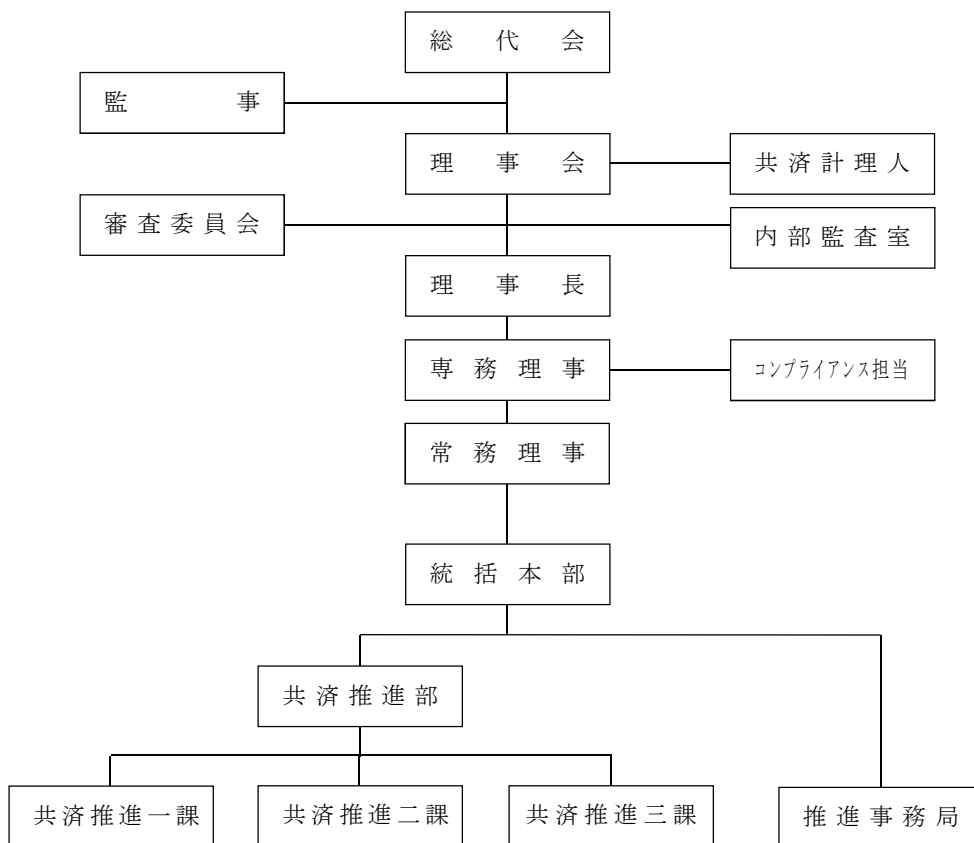 総代会
監事
理事会
共済計理人
審査委員会
内部監査室
理事長
専務理事
コンプライアンス担当
常務理事
統括本部
共済推進部
共済推進一課
共済推進二課
共済推進三課
推進事務局